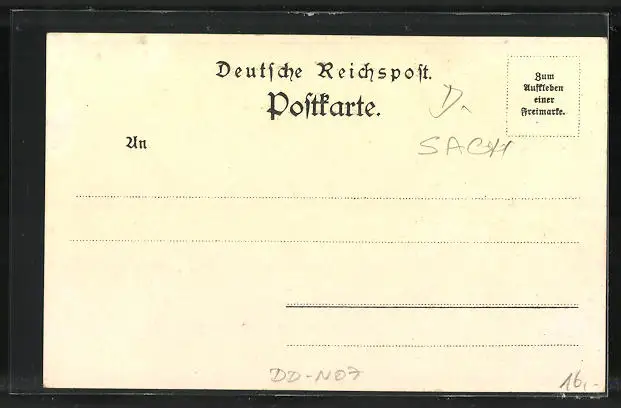 Deutsche Reichspost.
Postkarte.
Zum
Aufkleben
einer
Freimarke.
D.
SACH
An
DD-N07
16,-